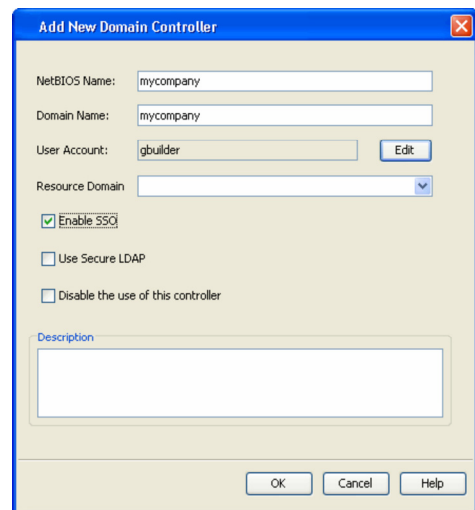 Add New Domain Controller
NetBIOS Name: mycompany
Domain Name: mycompany
User Account: gbuilder Edit
Resource Domain
Enable SSO
Use Secure LDAP
Disable the use of this controller
Description
OK Cancel Help